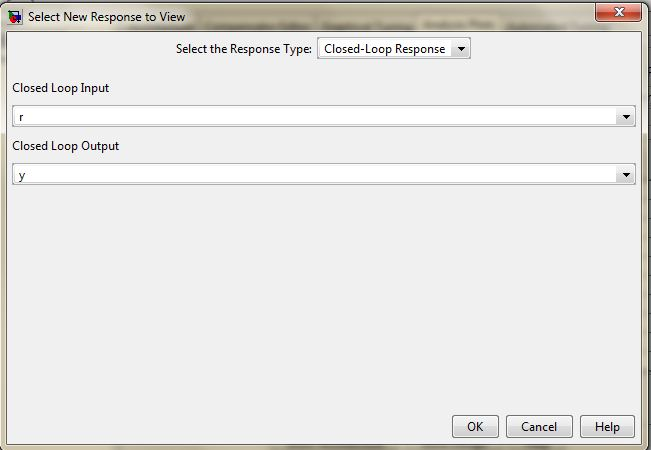 Select New Response to View
Select the Response Type: Closed-Loop Response
Closed Loop Input
r
Closed Loop Output
y
OK Cancel Help